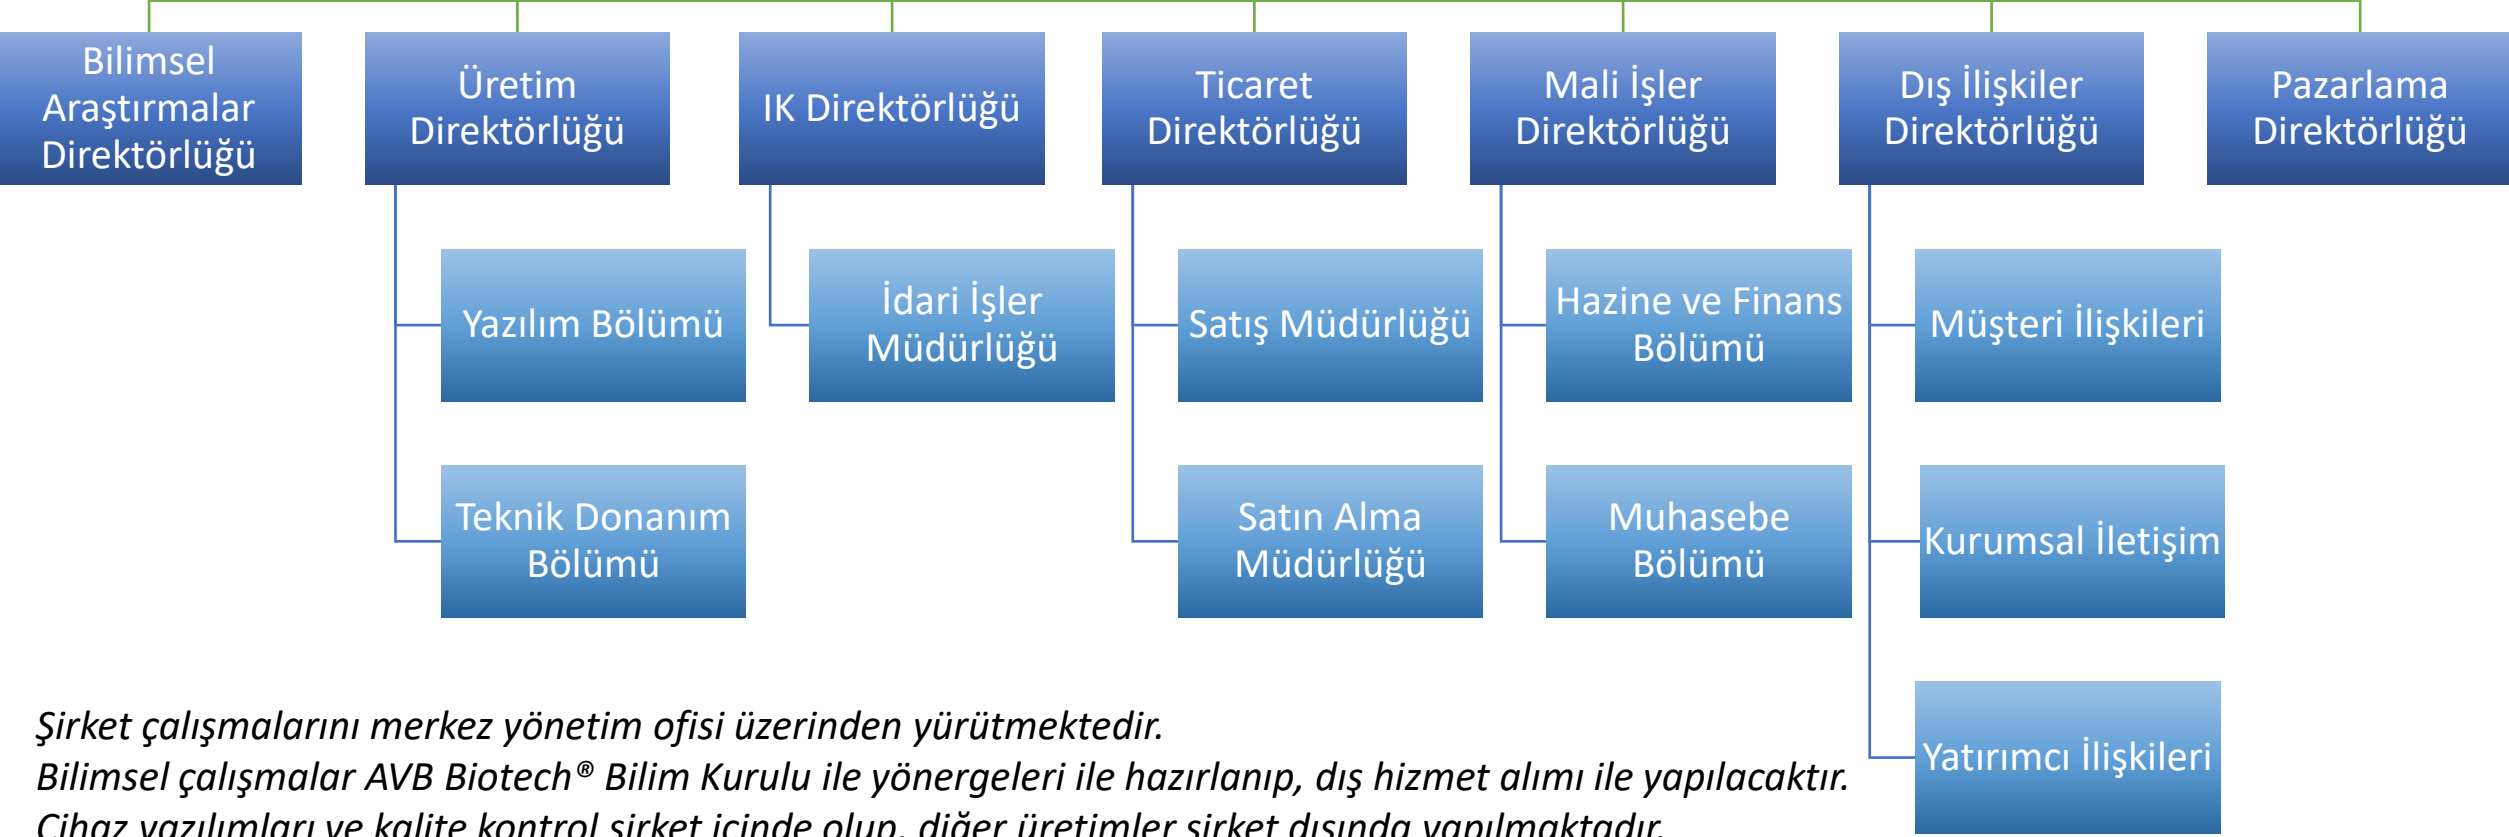 Bilimsel
Araştırmalar
Direktörlüğü
Üretim
Direktörlüğü
IK Direktörlüğü
Ticaret
Direktörlüğü
Mali İşler
Direktörlüğü
Dış İlişkiler
Direktörlüğü
Pazarlama
Direktörlüğü
Yazılım Bölümü
İdari İşler
Müdürlüğü
Satış Müdürlüğü
Hazine ve Finans
Bölümü
Müşteri İlişkileri
Teknik Donanım
Bölümü
Satın Alma
Müdürlüğü
Muhasebe
Bölümü
Kurumsal İletişim
Yatırımcı İlişkileri
Şirket çalışmalarını merkez yönetim ofisi üzerinden yürütmektedir.
Bilimsel çalışmalar AVB Biotech® Bilim Kurulu ile yönergeleri ile hazırlanıp, dış hizmet alımı ile yapılacaktır.
Cihaz yazılımları ve kalite kontrol şirket içinde olup, diğer üretimler şirket dışında yapılmaktadır.